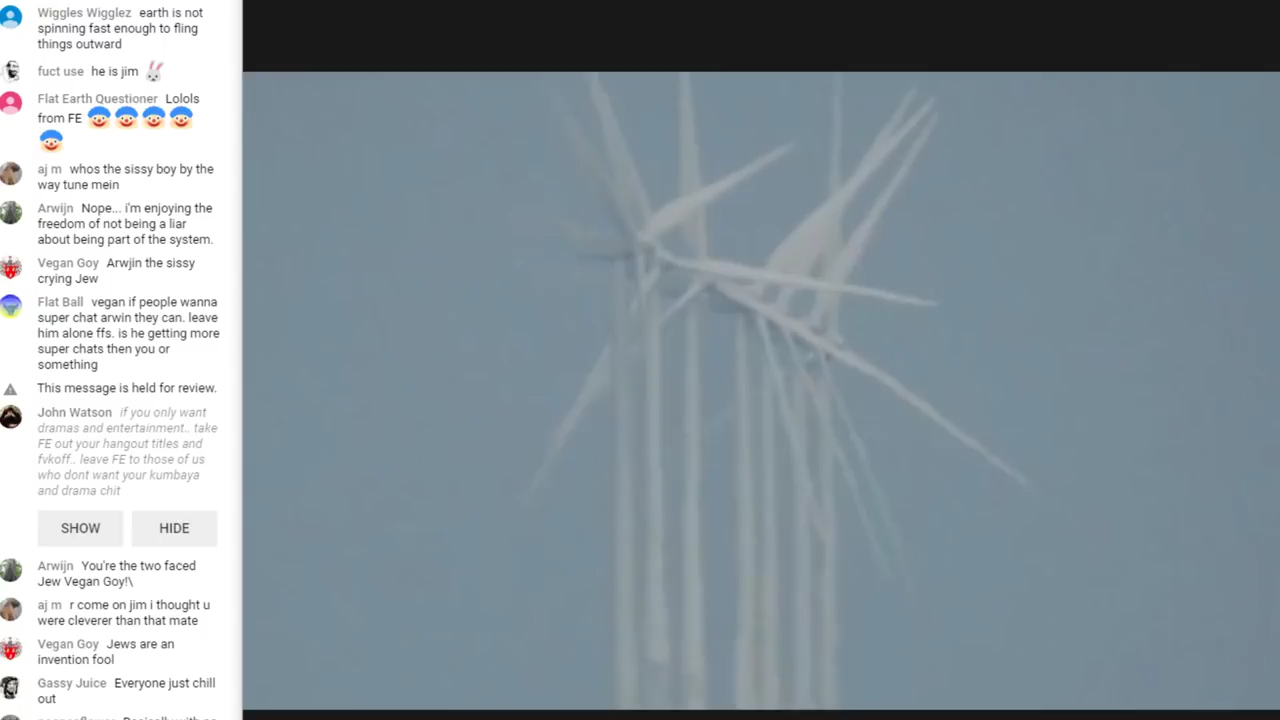 Wiggles Wigglez earth is not
spinning fast enough to fling
things outward
fuct use he is jim
Flat Earth Questioner Lolols
from FE
aj m whos the sissy boy by the
way tune mein
Arwijn Nope... i'm enjoying the
freedom of not being a liar
about being part of the system.
Vegan Goy Arwjin the sissy
crying Jew
Flat Ball vegan if people wanna
super chat arwin they can. leave
him alone ffs. is he getting more
super chats then you or
something
This message is held for review.
John Watson if you only want
dramas and entertainment.. take
FE out your hangout titles and
fvkoff.. leave FE to those of us
who dont want your kumbaya
and drama chit
SHOW HIDE
Arwijn You're the two faced
Jew Vegan Goy!\
aj m r come on jim i thought u
were cleverer than that mate
Vegan Goy Jews are an
invention fool
Gassy Juice Everyone just chill
out